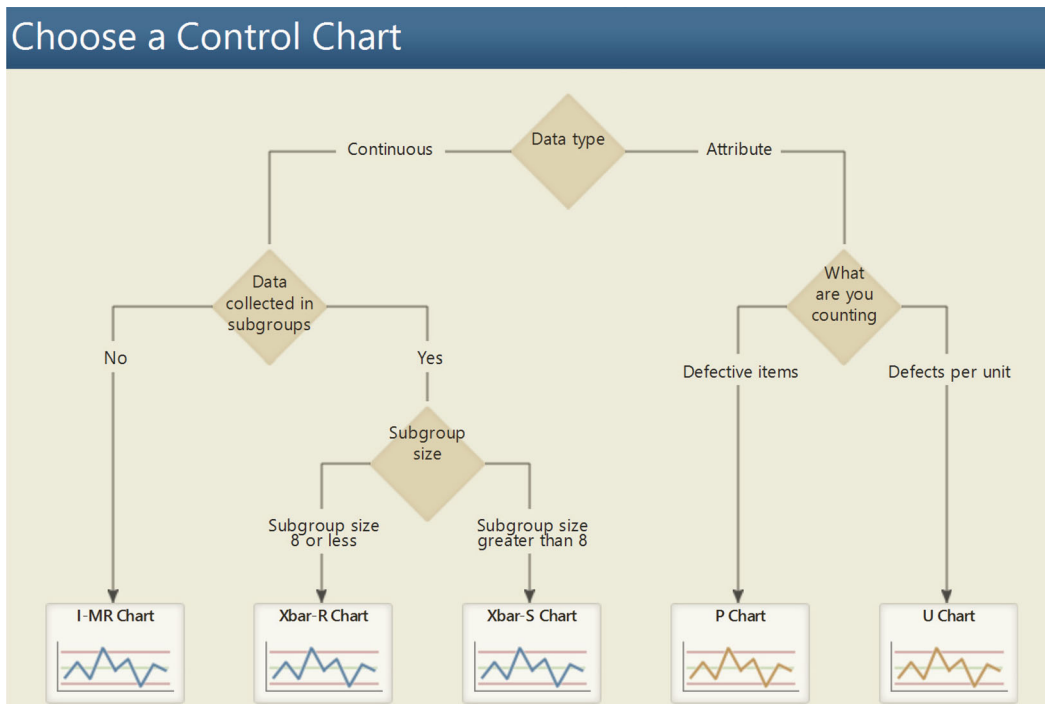 Choose a Control Chart
Data type
Continuous
Attribute
Data
collected in
subgroups
What
are you
counting
No
Yes
Defective items
Defects per unit
Subgroup
size
Subgroup size
8 or less
Subgroup size
greater than 8
I-MR Chart
Xbar-R Chart
Xbar-S Chart
P Chart
U Chart